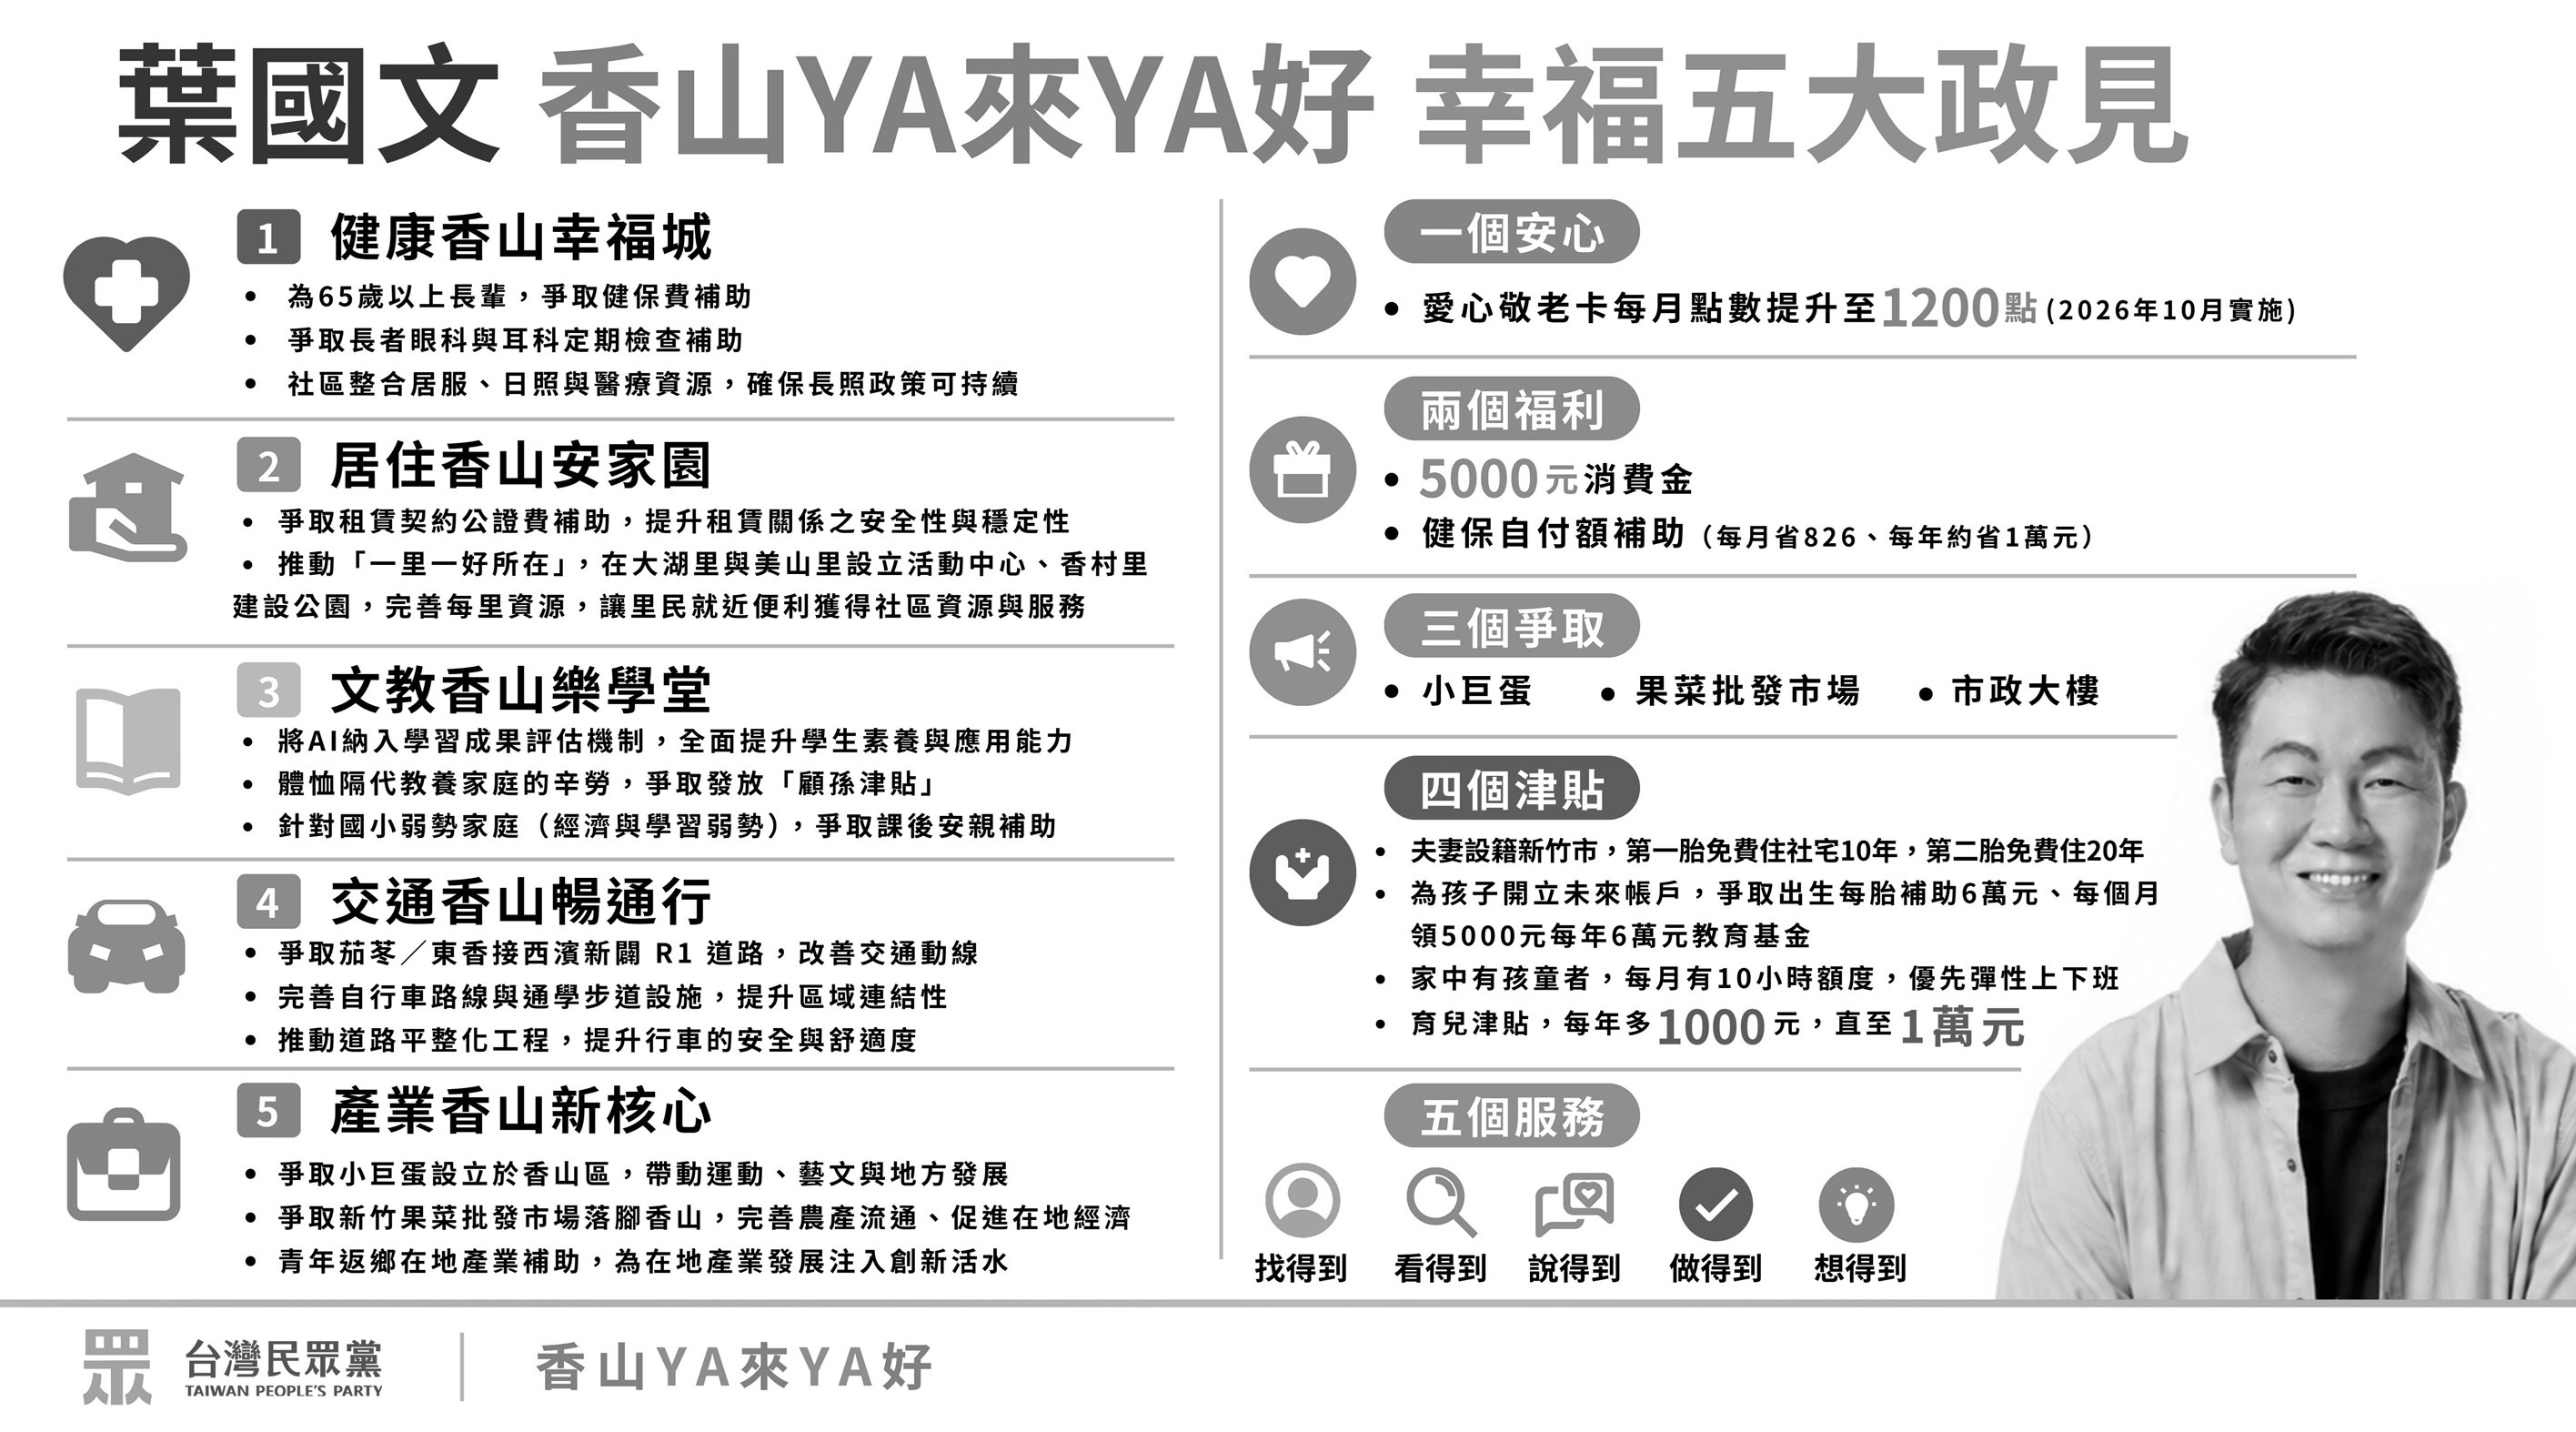 葉國文 香山YA來YA好 幸福五大政見
1 健康香山幸福城
• 為65歲以上長輩，爭取健保費補助
• 爭取長者眼科與耳科定期檢查補助
• 社區整合居服、日照與醫療資源，確保長照政策可持續
2 居住香山安家園
• 爭取租賃契約公證費補助，提升租賃關係之安全性與穩定性
• 推動「一里一好所在」，在大湖里與美山里設立活動中心、香村里
建設公園，完善每里資源，讓里民就近便利獲得社區資源與服務
3 文教香山樂學堂
• 將AI納入學習成果評估機制，全面提升學生素養與應用能力
• 體恤隔代教養家庭的辛勞，爭取發放「顧孫津貼」
• 針對國小弱勢家庭（經濟與學習弱勢），爭取課後安親補助
4 交通香山暢通行
• 爭取茄苳／東香接西濱新闢 R1 道路，改善交通動線
• 完善自行車路線與通學步道設施，提升區域連結性
• 推動道路平整化工程，提升行車的安全與舒適度
5 產業香山新核心
• 爭取小巨蛋設立於香山區，帶動運動、藝文與地方發展
• 爭取新竹果菜批發市場落腳香山，完善農產流通、促進在地經濟
• 青年返鄉在地產業補助，為在地產業發展注入創新活水
一個安心
• 愛心敬老卡每月點數提升至1200點(2026年10月實施)
兩個福利
• 5000元消費金
• 健保自付額補助（每月省826、每年約省1萬元）
三個爭取
• 小巨蛋 • 果菜批發市場 • 市政大樓
四個津貼
• 夫妻設籍新竹市，第一胎免費住社宅10年，第二胎免費住20年
• 為孩子開立未來帳戶，爭取出生每胎補助6萬元、每個月
領5000元每年6萬元教育基金
• 家中有孩童者，每月有10小時額度，優先彈性上下班
• 育兒津貼，每年多1000元，直至1萬元
五個服務
找得到 看得到 說得到 做得到 想得到
眾 台灣民眾黨
TAIWAN PEOPLE'S PARTY
香山YA來YA好